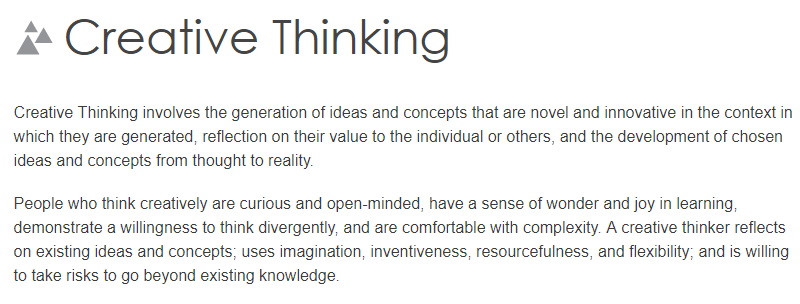 Creative Thinking
Creative Thinking involves the generation of ideas and concepts that are novel and innovative in the context in
which they are generated, reflection on their value to the individual or others, and the development of chosen
ideas and concepts from thought to reality.
People who think creatively are curious and open-minded, have a sense of wonder and joy in learning,
demonstrate a willingness to think divergently, and are comfortable with complexity. A creative thinker reflects
on existing ideas and concepts; uses imagination, inventiveness, resourcefulness, and flexibility; and is willing
to take risks to go beyond existing knowledge.